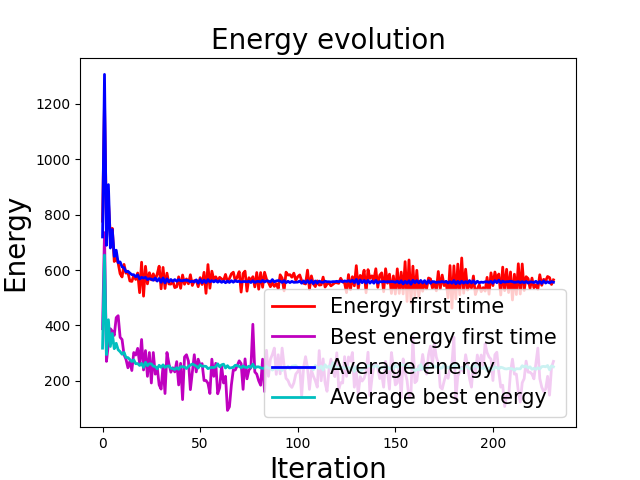 Energy evolution
Energy
1200
1000
800
600
400
200
Energy first time
Best energy first time
Average energy
Average best energy
0
50
100
150
200
Iteration